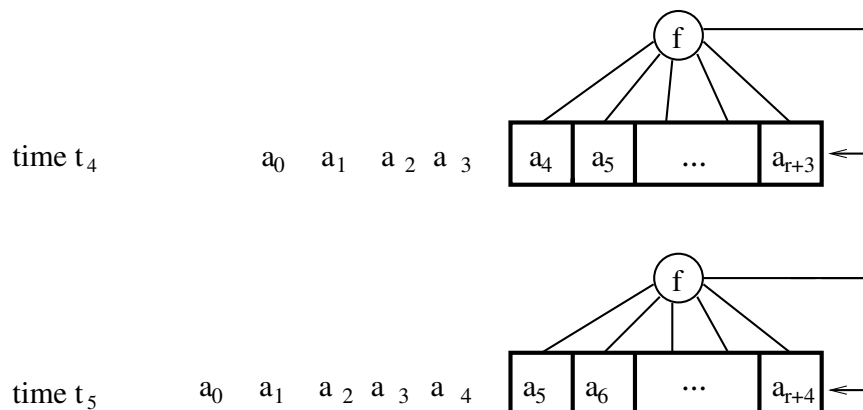 f
time t₄ a₀ a₁ a₂ a₃ a₄ a₅ ... aᵣ₊₃
f
time t₅ a₀ a₁ a₂ a₃ a₄ a₅ a₆ ... aᵣ₊₄